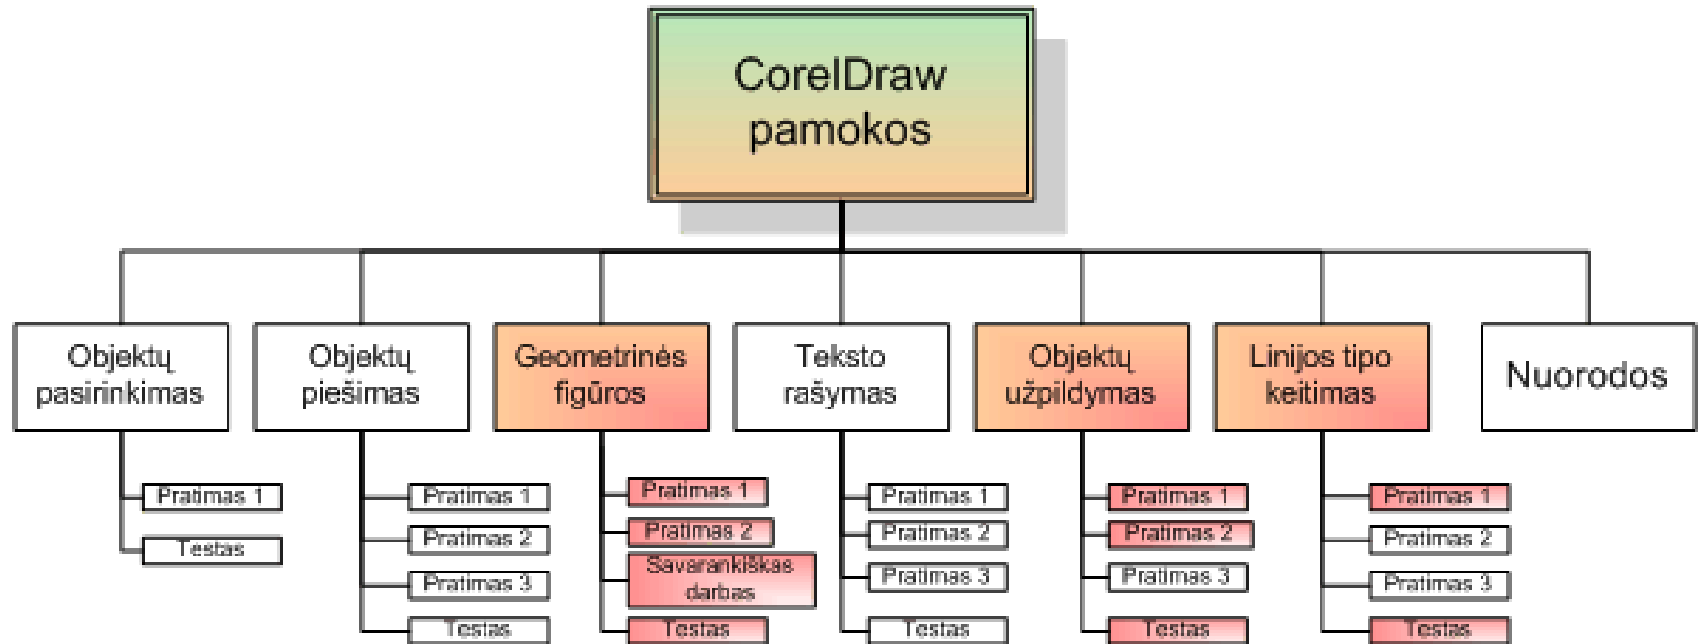 CorelDraw
pamokos
Objektų
pasirinkimas
Pratimas 1
Testas
Objektų
piešimas
Pratimas 1
Pratimas 2
Pratimas 3
Testas
Geometrinės
figūros
Pratimas 1
Pratimas 2
Savarankiškas
darbas
Testas
Teksto
rašymas
Pratimas 1
Pratimas 2
Pratimas 3
Testas
Objektų
užpildymas
Pratimas 1
Pratimas 2
Pratimas 3
Testas
Linijos tipo
keitimas
Pratimas 1
Pratimas 2
Pratimas 3
Testas
Nuorodos